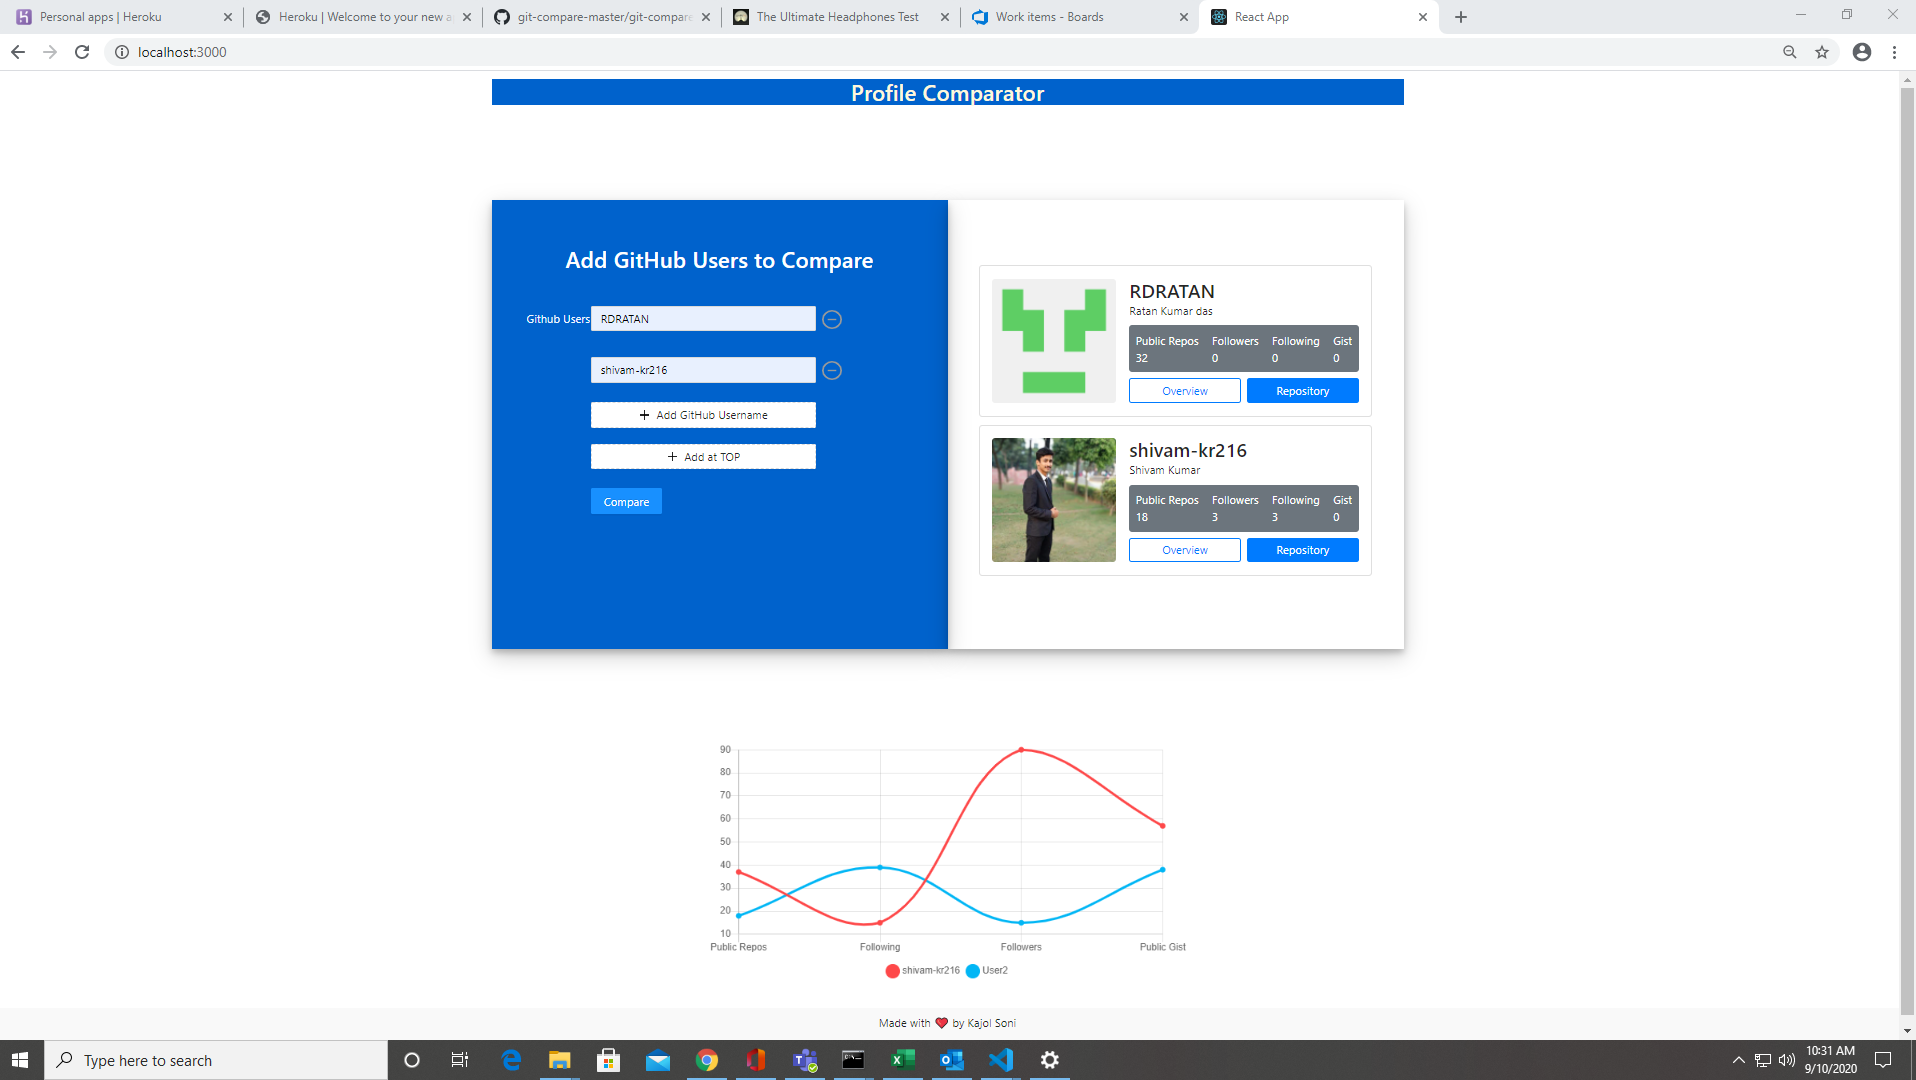 Personal apps | Heroku
Heroku | Welcome to your new a
git-compare-master/git-compare
The Ultimate Headphones Test
Work items - Boards
React App
localhost:3000
Profile Comparator
Add GitHub Users to Compare
Github Users RDRATAN
shivam-kr216
Add GitHub Username
Add at TOP
Compare
RDRATAN
Ratan Kumar das
Public Repos Followers Following Gist
32 0 0 0
Overview Repository
shivam-kr216
Shivam Kumar
Public Repos Followers Following Gist
18 3 3 0
Overview Repository
90
80
70
60
50
40
30
20
10
Public Repos Following Followers Public Gist
shivam-kr216 User2
Made with ❤️ by Kajol Soni
Type here to search
10:31 AM
9/10/2020